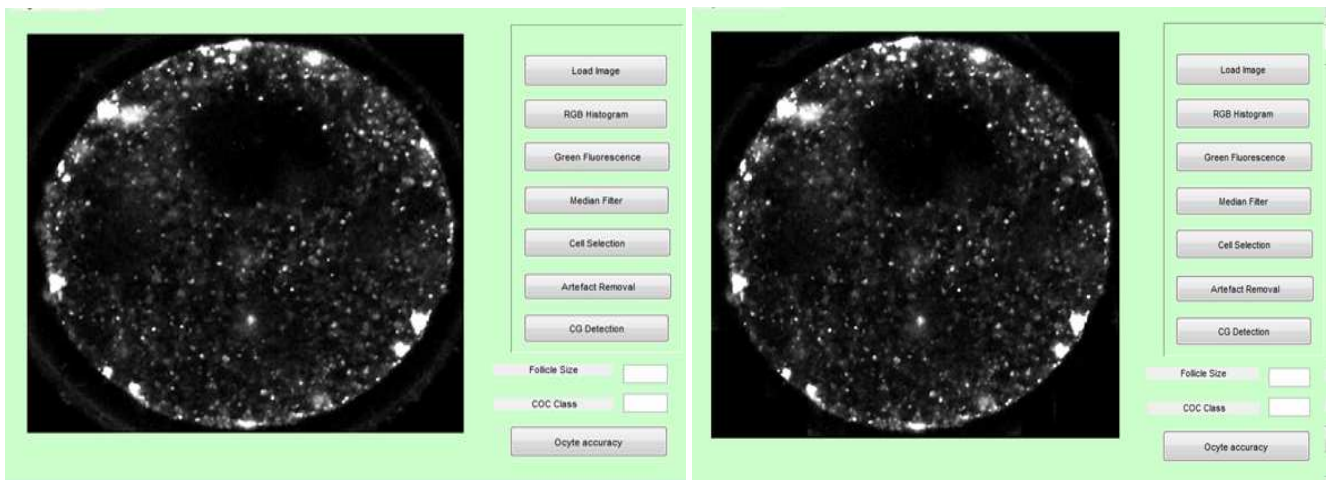 Load Image
RGB Histogram
Green Fluorescence
Median Filter
Cell Selection
Artefact Removal
CG Detection
Follicle Size
COC Class
Ocyte accuracy
Load Image
RGB Histogram
Green Fluorescence
Median Filter
Cell Selection
Artefact Removal
CG Detection
Follicle Size
COC Class
Ocyte accuracy